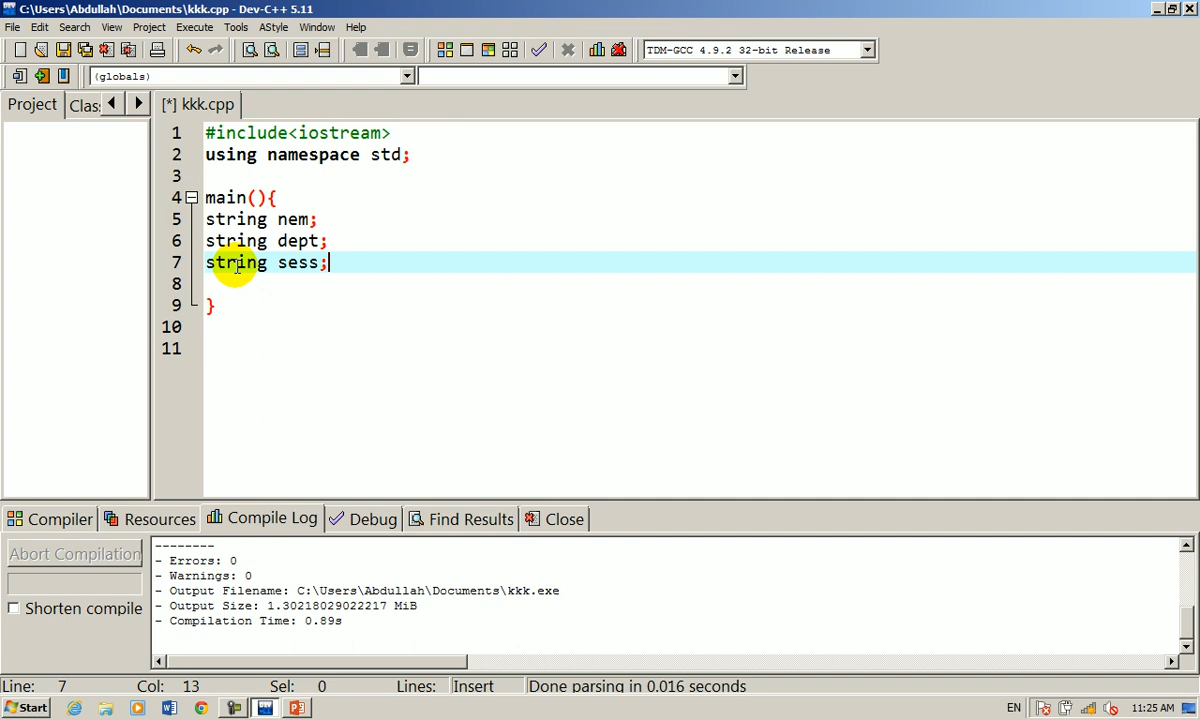 C:\Users\Abdullah\Documents\kkk.cpp - Dev-C++ 5.11
File Edit Search View Project Execute Tools AStyle Window Help
TDM-GCC 4.9.2 32-bit Release
(globals)
Project Clas [*] kkk.cpp
1 #include<iostream>
2 using namespace std;
3
4 main(){
5 string nem;
6 string dept;
7 string sess;
8
9 }
10
11
Compiler Resources Compile Log Debug Find Results Close
Abort Compilation
--------
- Errors: 0
- Warnings: 0
- Output Filename: C:\Users\Abdullah\Documents\kkk.exe
- Output Size: 1.30218029022217 MiB
Shorten compile
- Compilation Time: 0.89s
Line: 7 Col: 13 Sel: 0 Lines: Insert Done parsing in 0.016 seconds
Start EN 11:25 AM